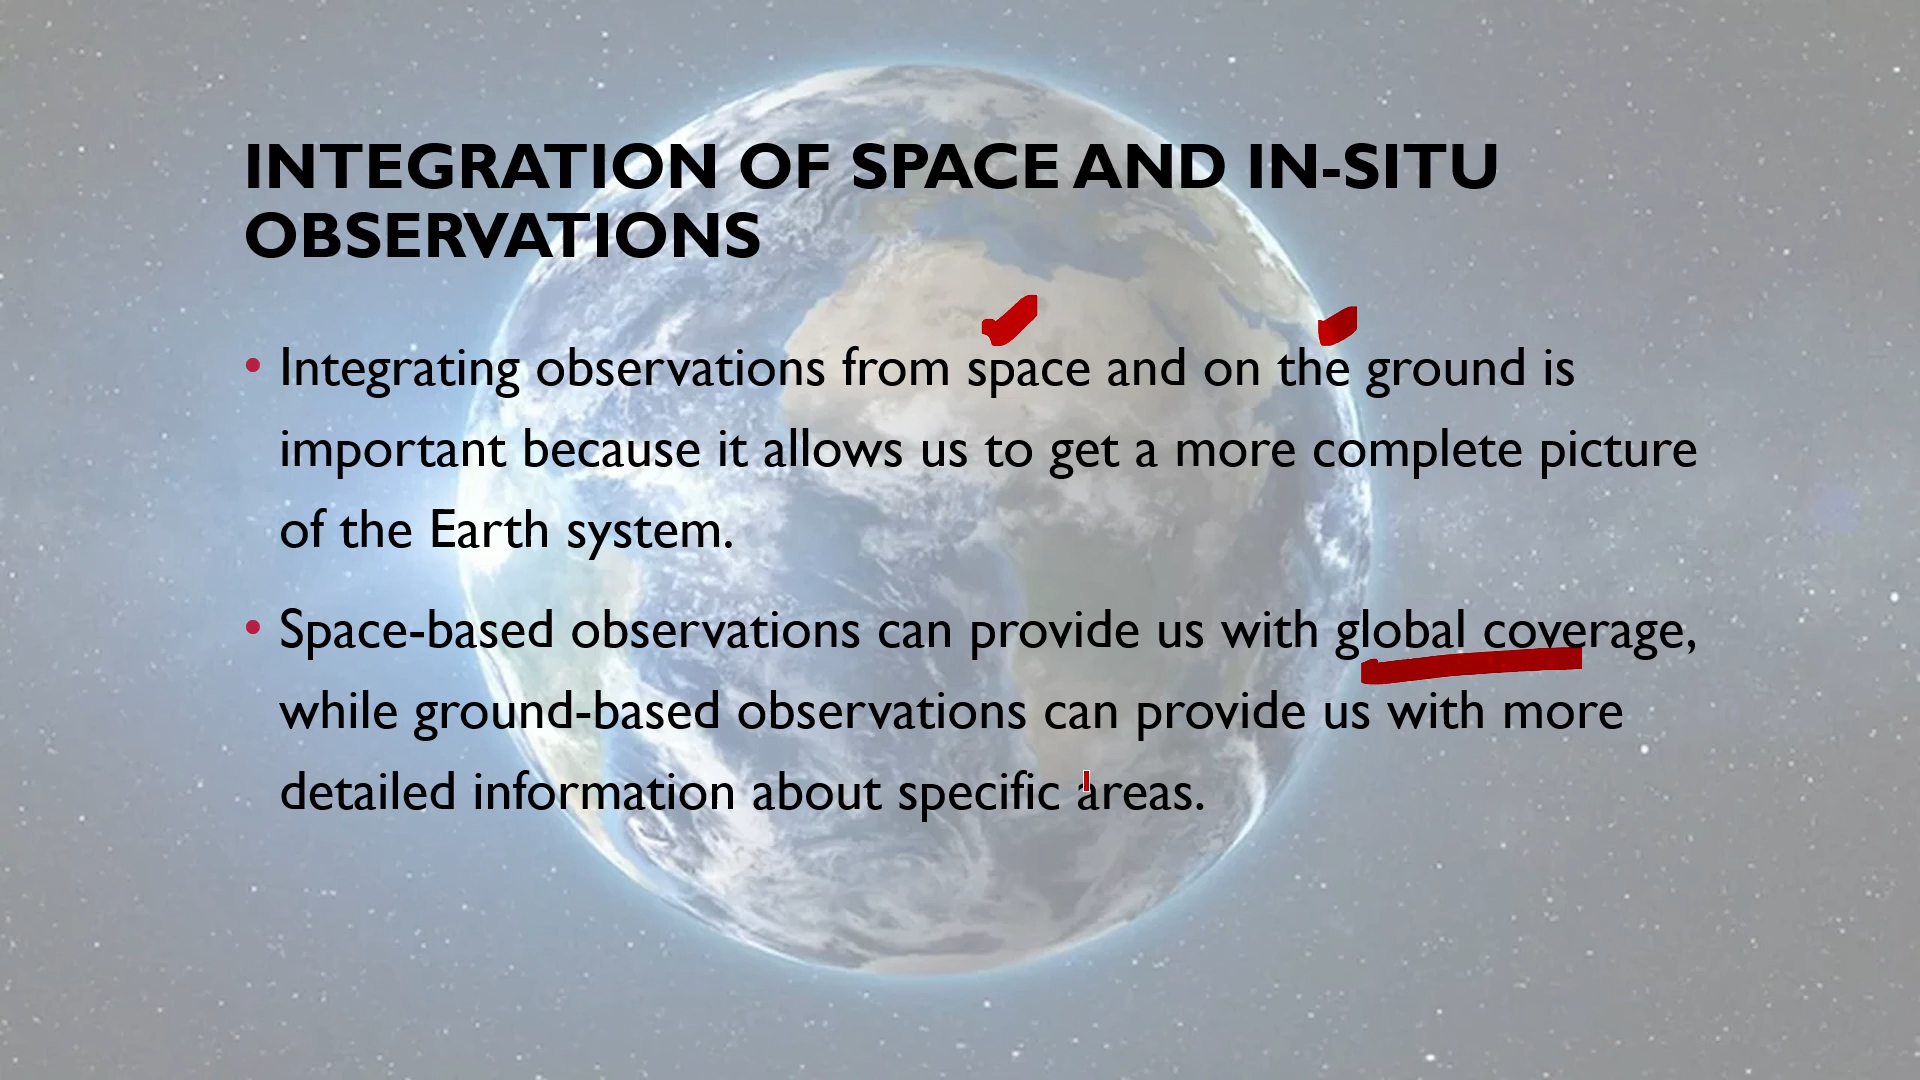 INTEGRATION OF SPACE AND IN-SITU
OBSERVATIONS
• Integrating observations from space and on the ground is
important because it allows us to get a more complete picture
of the Earth system.
• Space-based observations can provide us with global coverage,
while ground-based observations can provide us with more
detailed information about specific areas.